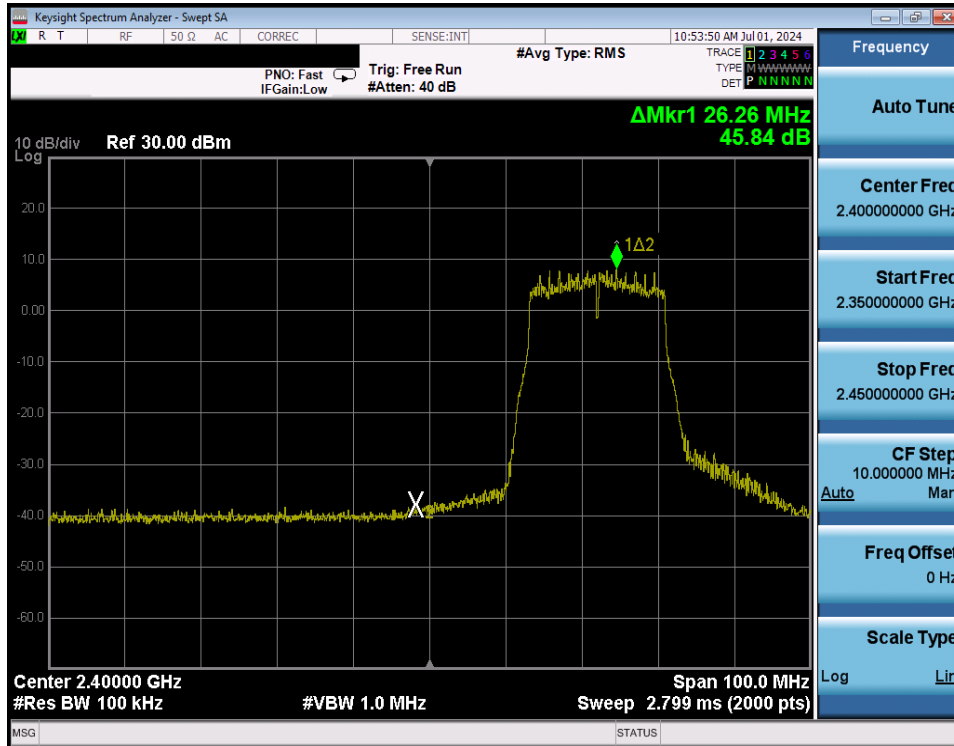 Keysight Spectrum Analyzer - Swept SA
LXI R T RF 50 Ω AC CORREC SENSE:INT 10:53:50 AM Jul 01, 2024
#Avg Type: RMS
TRACE 1 2 3 4 5 6
PNO: Fast Trig: Free Run
TYPE M WWWWW
IFGain:Low #Atten: 40 dB
DET P N N N N N
ΔMkr1 26.26 MHz
45.84 dB
10 dB/div Ref 30.00 dBm
Log
20.0
10.0
0.00
-10.0
-20.0
-30.0
-40.0
-50.0
-60.0
1Δ2
X
Center 2.40000 GHz Span 100.0 MHz
#Res BW 100 kHz #VBW 1.0 MHz Sweep 2.799 ms (2000 pts)
MSG STATUS
Frequency
Auto Tune
Center Freq
2.400000000 GHz
Start Freq
2.350000000 GHz
Stop Freq
2.450000000 GHz
CF Step
10.000000 MHz
Auto Man
Freq Offset
0 Hz
Scale Type
Log Lin